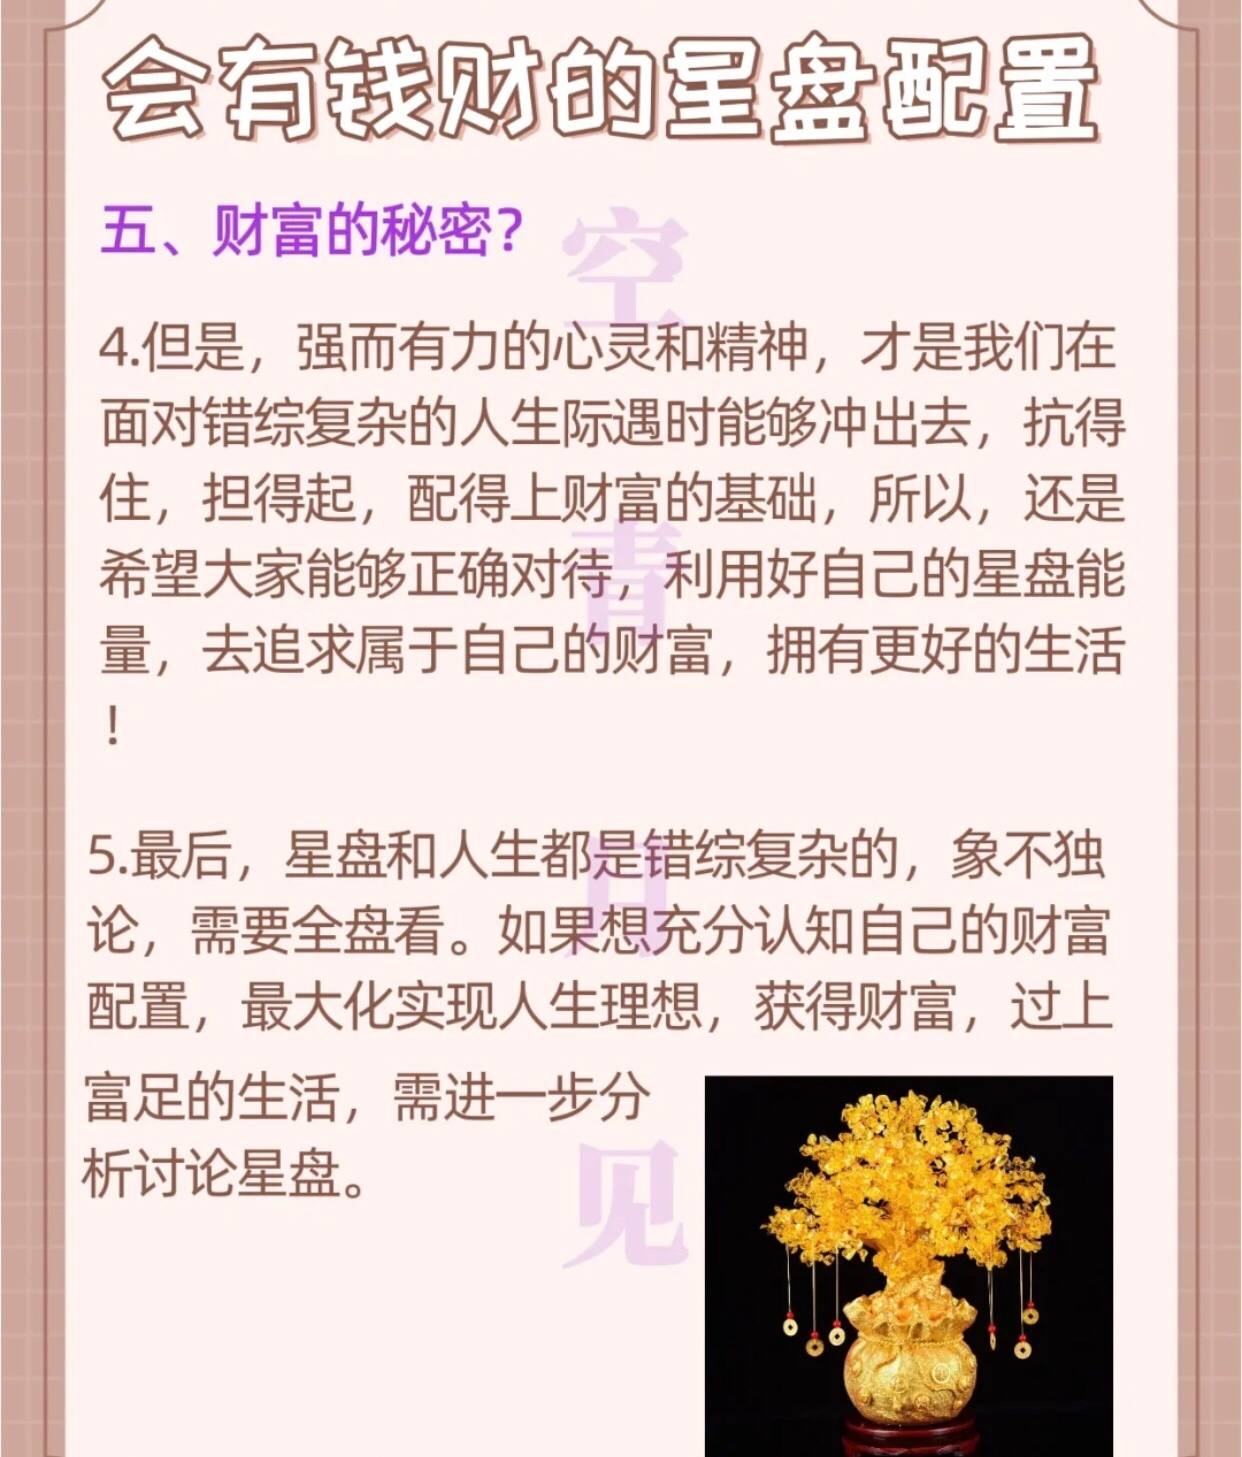 会有钱财的星盘配置
五、财富的秘密?
4.但是，强而有力的心灵和精神，才是我们在
面对错综复杂的人生际遇时能够冲出去，抗得
住，担得起，配得上财富的基础，所以，还是
希望大家能够正确对待，利用好自己的星盘能
量，去追求属于自己的财富，拥有更好的生活
！
5.最后，星盘和人生都是错综复杂的，象不独
论，需要全盘看。如果想充分认知自己的财富
配置，最大化实现人生理想，获得财富，过上
富足的生活，需进一步分
析讨论星盘。
空
青
月
见